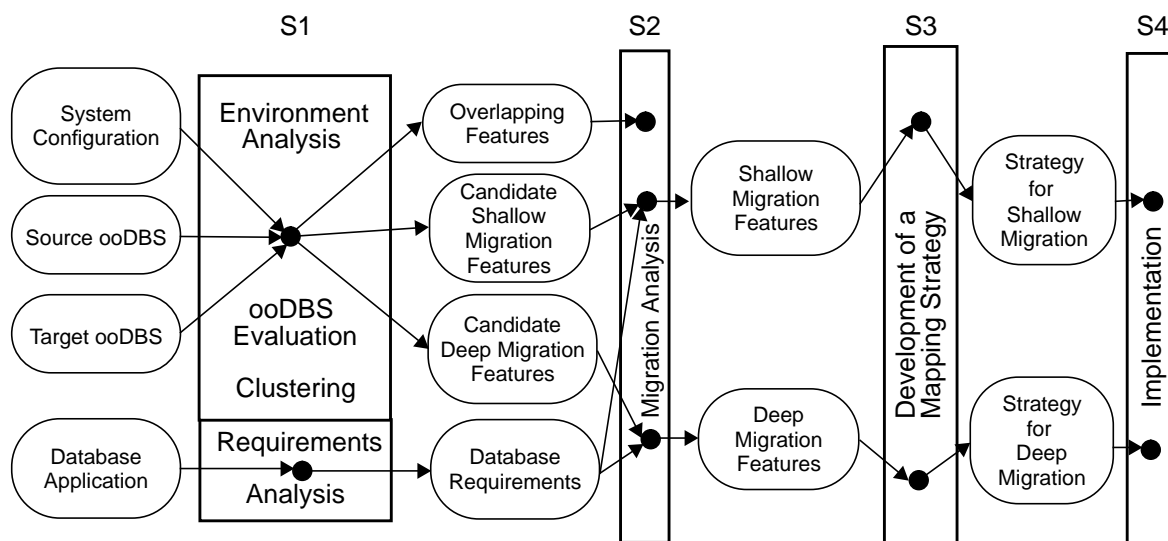 S1
S2
S3
S4
System
Configuration
Source ooDBS
Target ooDBS
Database
Application
Environment
Analysis
ooDBS
Evaluation
Clustering
Requirements
Analysis
Overlapping
Features
Candidate
Shallow
Migration
Features
Candidate
Deep Migration
Features
Database
Requirements
Migration Analysis
Shallow
Migration
Features
Deep
Migration
Features
Development of a
Mapping Strategy
Strategy
for
Shallow
Migration
Strategy
for
Deep
Migration
Implementation